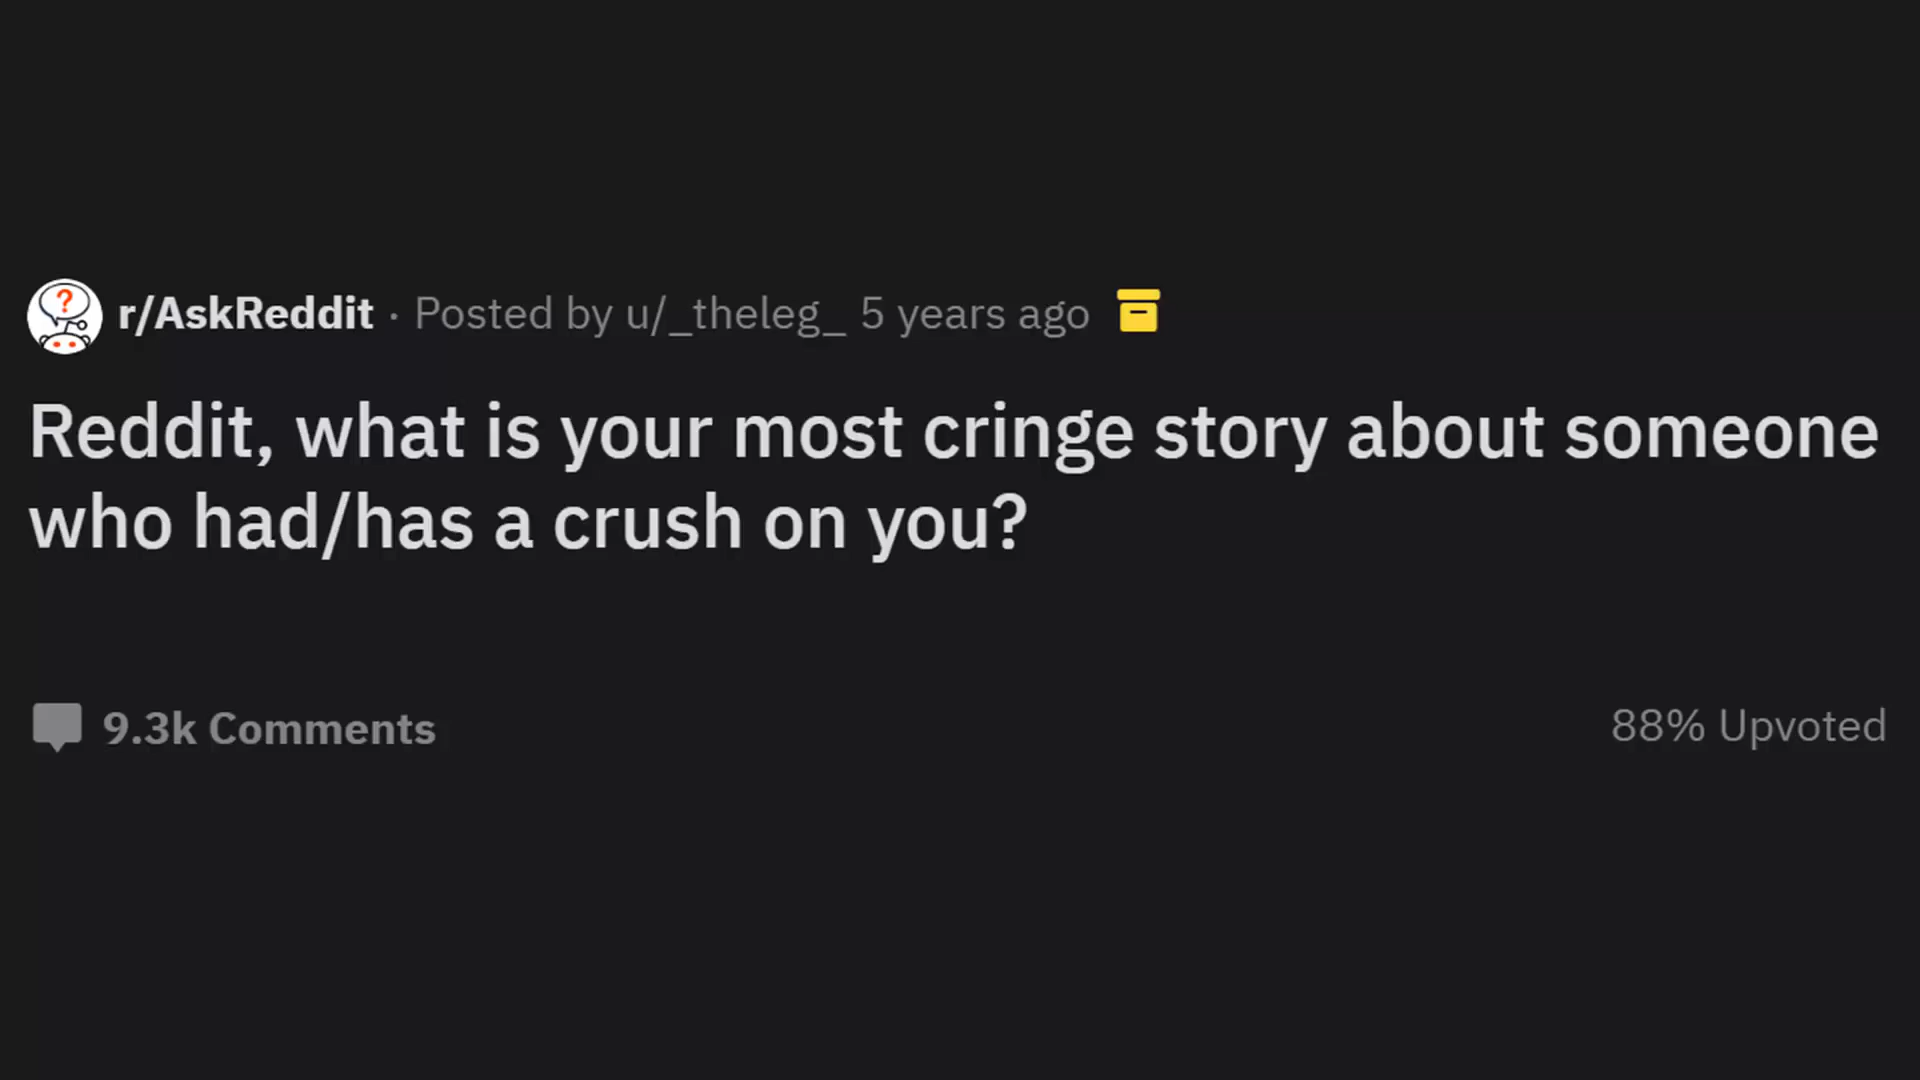 r/AskReddit · Posted by u/_theleg_ 5 years ago
Reddit, what is your most cringe story about someone
who had/has a crush on you?
9.3k Comments
88% Upvoted